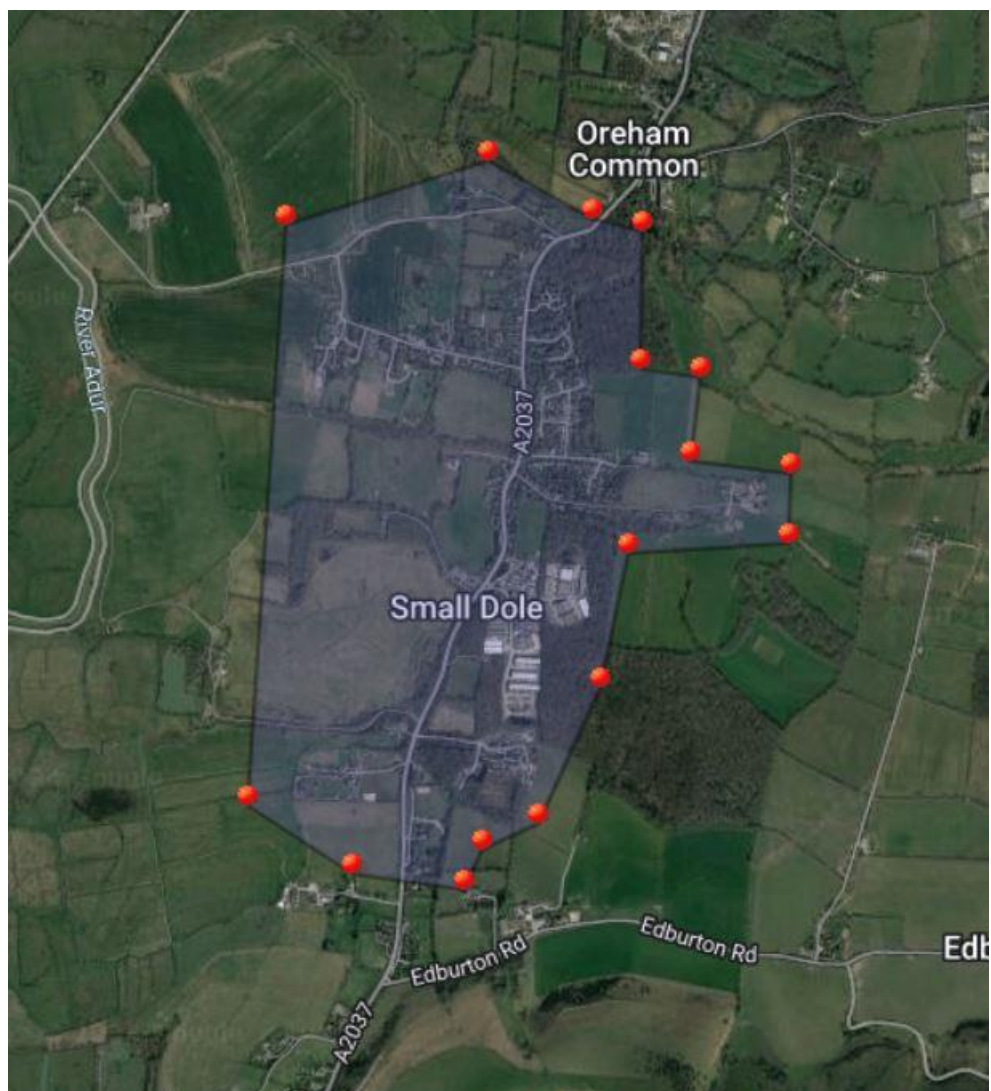 Oreham
Common
River Adur
A2037
Small Dole
Edburton Rd
Edburton Rd
Edb
A2037